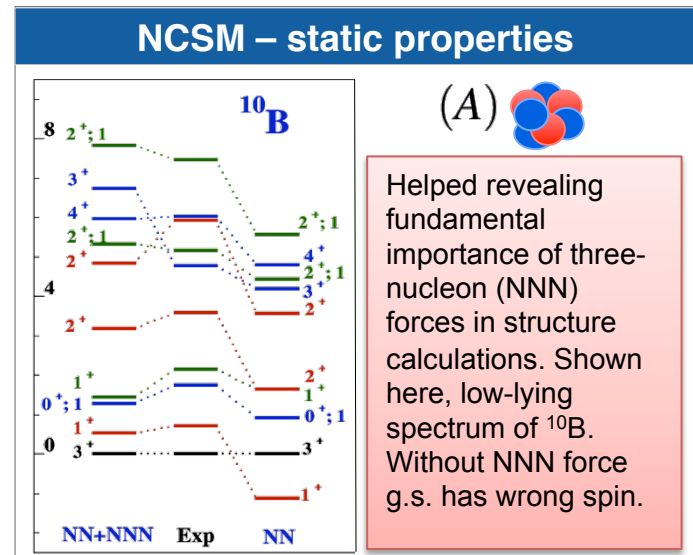 NCSM – static properties
¹⁰B
8
4
0
2⁺; 1
3⁺
4⁺
2⁺; 1
2⁺
2⁺
1⁺
0⁺; 1
1⁺
3⁺
2⁺; 1
4⁺
2⁺; 1
3⁺
2⁺
2⁺
1⁺
0⁺; 1
3⁺
1⁺
NN+NNN Exp NN
(A)
Helped revealing
fundamental
importance of three-
nucleon (NNN)
forces in structure
calculations. Shown
here, low-lying
spectrum of ¹⁰B.
Without NNN force
g.s. has wrong spin.